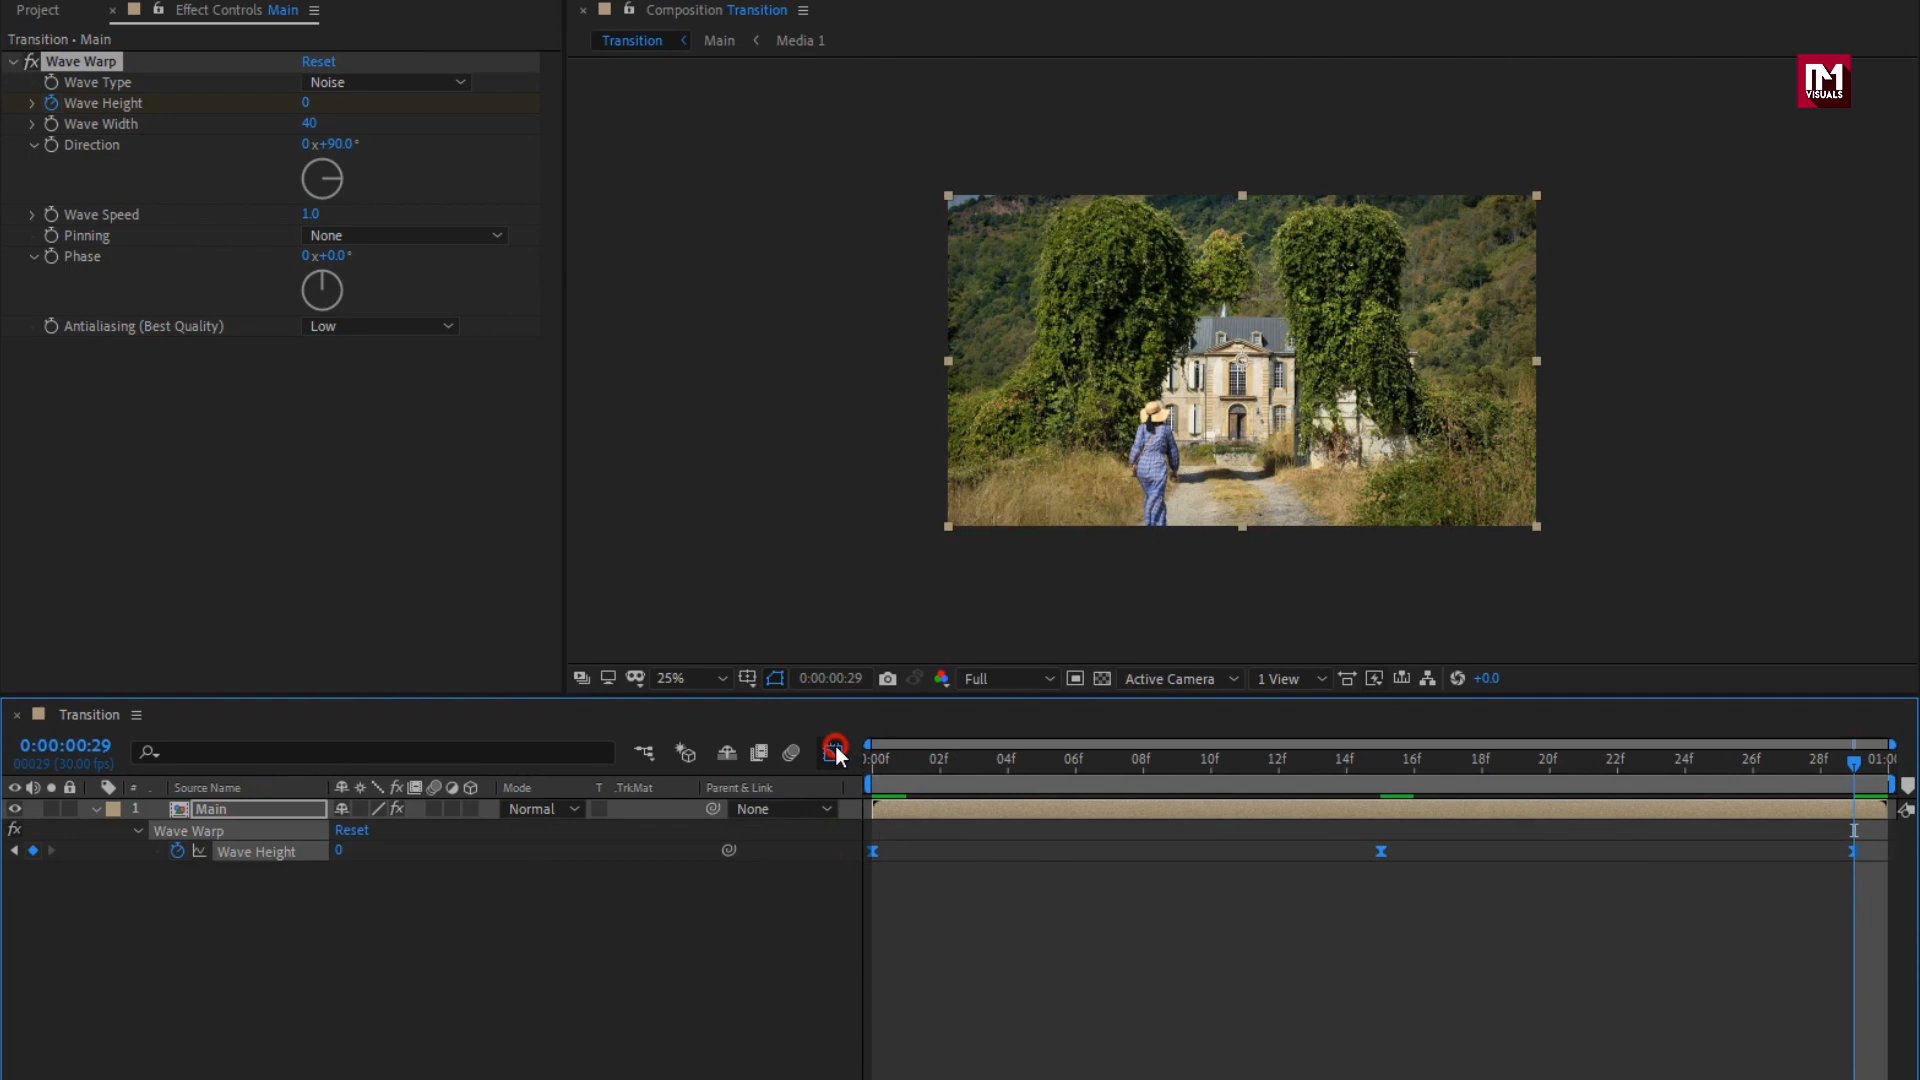 Project × Effect Controls Main
Transition • Main
fx Wave Warp Reset
Wave Type Noise
Wave Height 0
Wave Width 40
Direction 0 x+90.0 °
Wave Speed 1.0
Pinning None
Phase 0 x+0.0 °
Antialiasing (Best Quality) Low
× Composition Transition
Transition < Main < Media 1
M
VISUALS
25% 0:00:00:29 Full Active Camera 1 View +0.0
× Transition
0:00:00:29
00029 (30.00 fps)
:00f 02f 04f 06f 08f 10f 12f 14f 16f 18f 20f 22f 24f 26f 28f 01:00
# . Source Name fx Mode T .TrkMat Parent & Link
1 Main fx Normal None
fx Wave Warp Reset
Wave Height 0